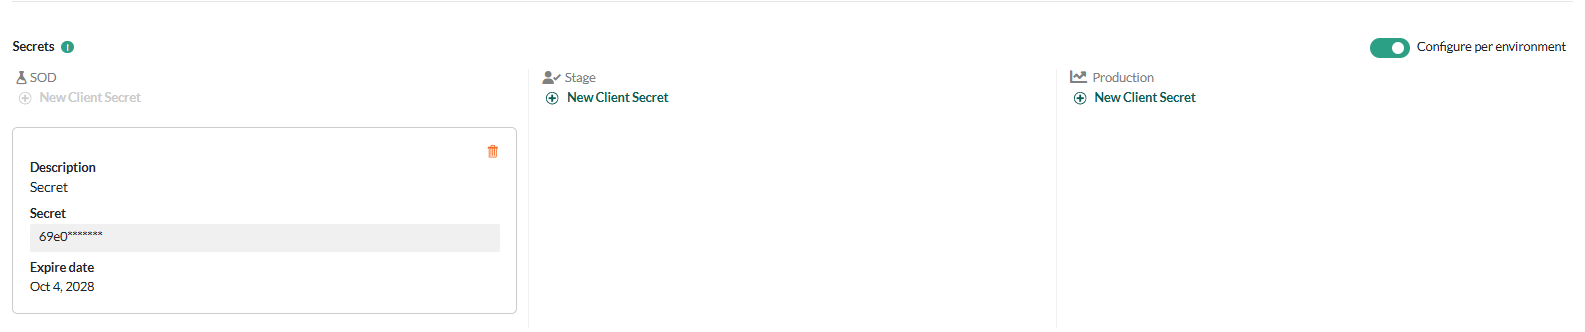 Secrets
Configure per environment
SOD
New Client Secret
Stage
New Client Secret
Production
New Client Secret
Description
Secret
Secret
69e0*******
Expire date
Oct 4, 2028